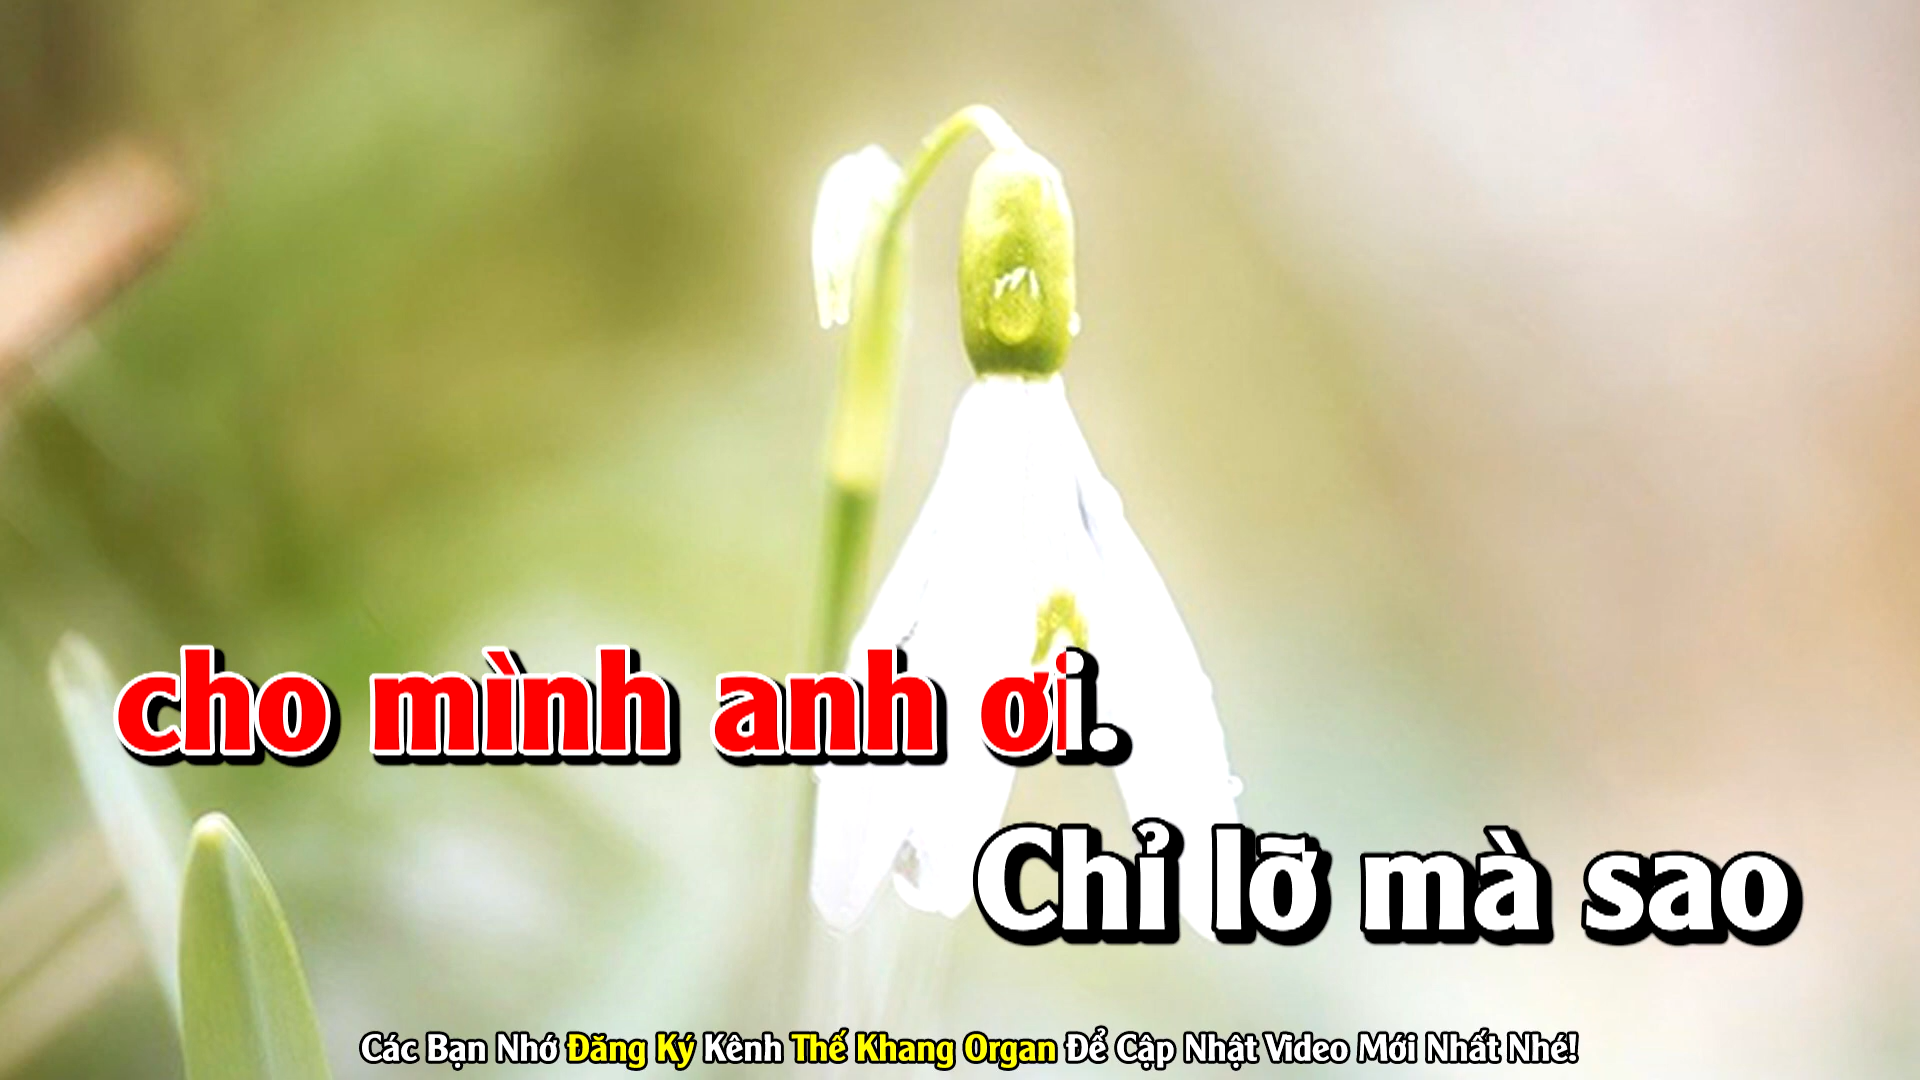 cho mình anh ơi.
Chỉ lỡ mà sao
Các Bạn Nhớ Đăng Ký Kênh Thế Khang Organ Để Cập Nhật Video Mới Nhất Nhé!